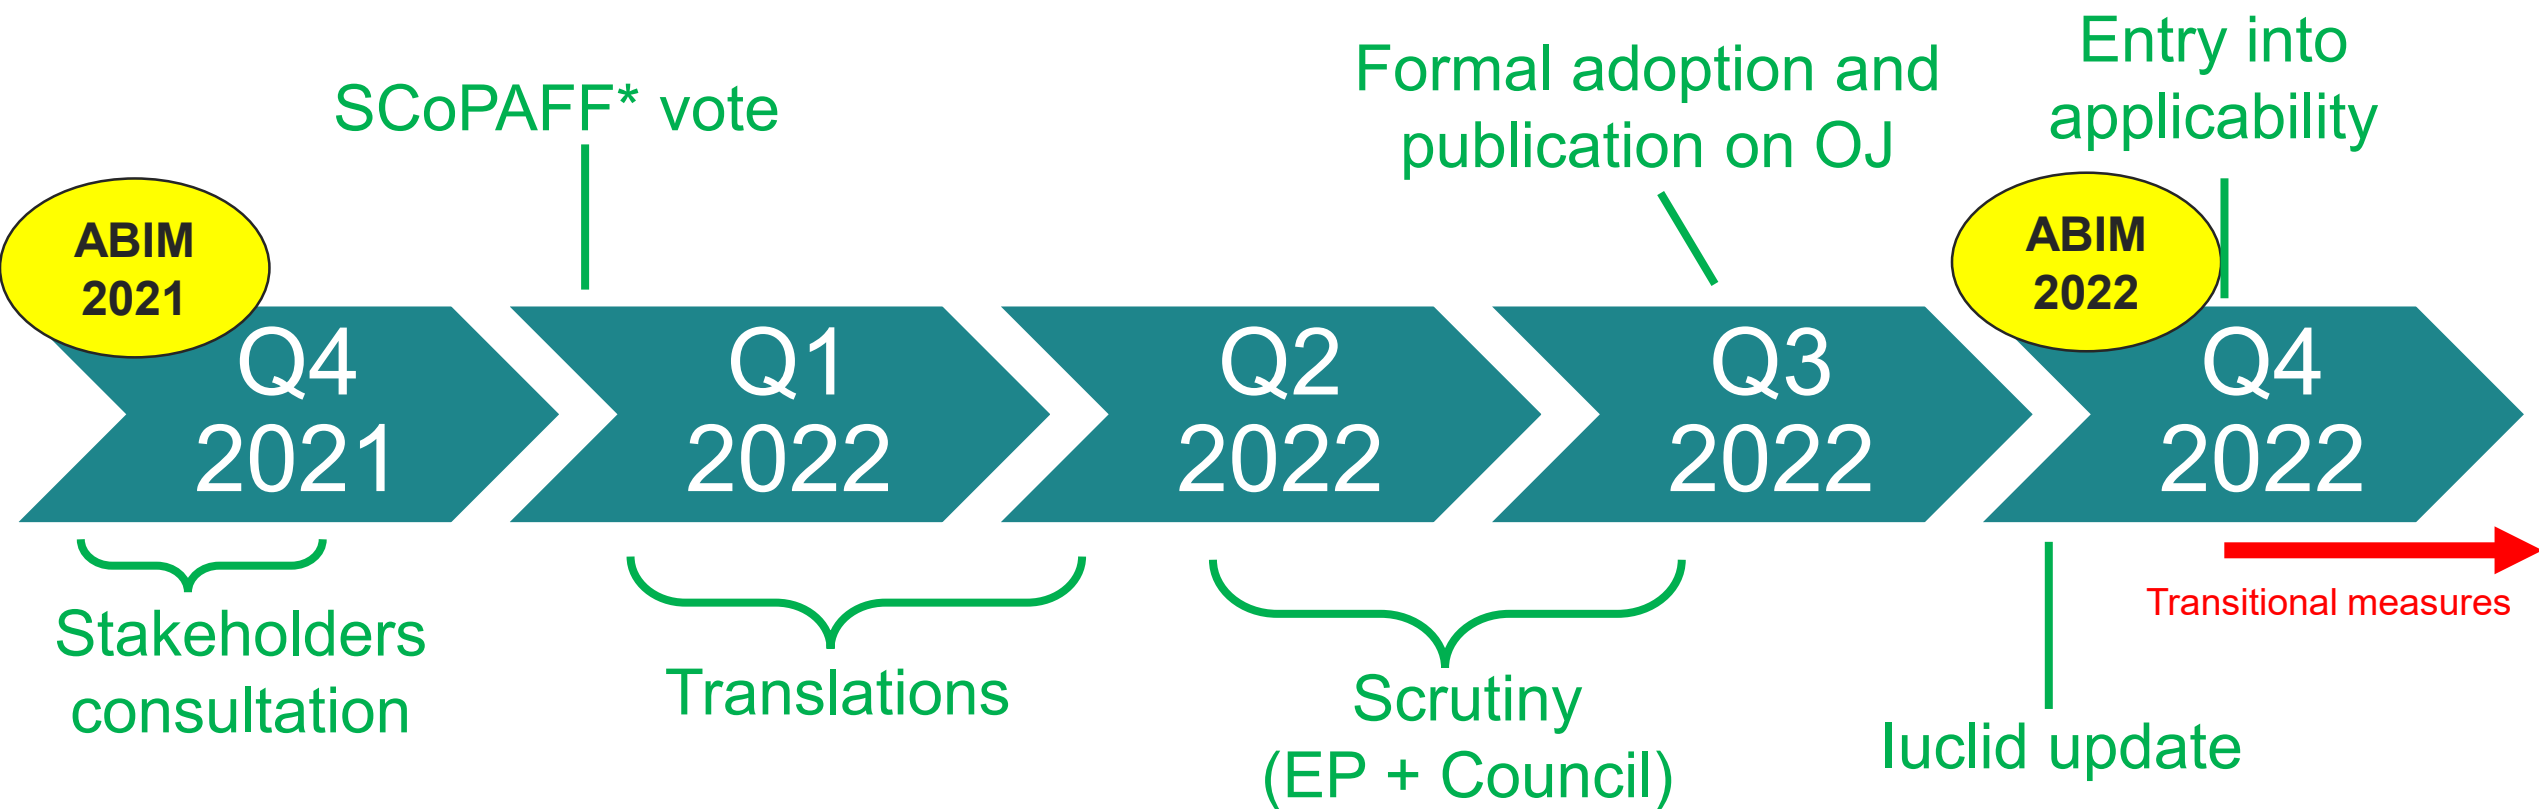 SCoPAFF* vote
Formal adoption and
publication on OJ
Entry into
applicability
ABIM
2021
ABIM
2022
Q4
2021
Q1
2022
Q2
2022
Q3
2022
Q4
2022
Stakeholders
consultation
Translations
Scrutiny
(EP + Council)
Iuclid update
Transitional measures